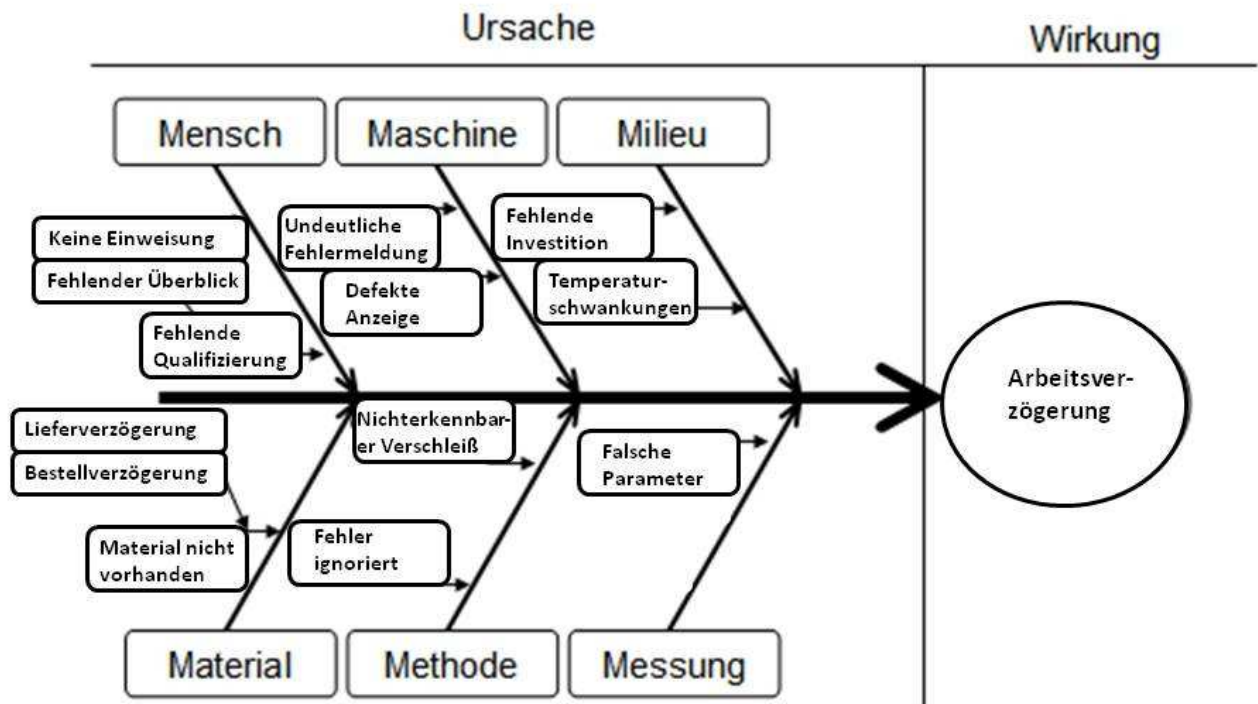 Ursache
Wirkung
Mensch
Maschine
Milieu
Keine Einweisung
Fehlender Überblick
Fehlende
Qualifizierung
Undeutliche
Fehlermeldung
Defekte
Anzeige
Fehlende
Investition
Temperatur-
schwankungen
Arbeitsver-
zögerung
Lieferverzögerung
Bestellverzögerung
Material nicht
vorhanden
Nichterkennbar-
er Verschleiß
Fehler
ignoriert
Falsche
Parameter
Material
Methode
Messung